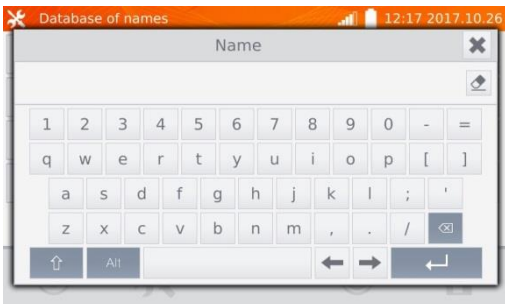 Database of names 12:17 2017.10.26
Name
1 2 3 4 5 6 7 8 9 0 - =
q w e r t y u i o p [ ]
a s d f g h j k l ; '
z x c v b n m , . /
Alt